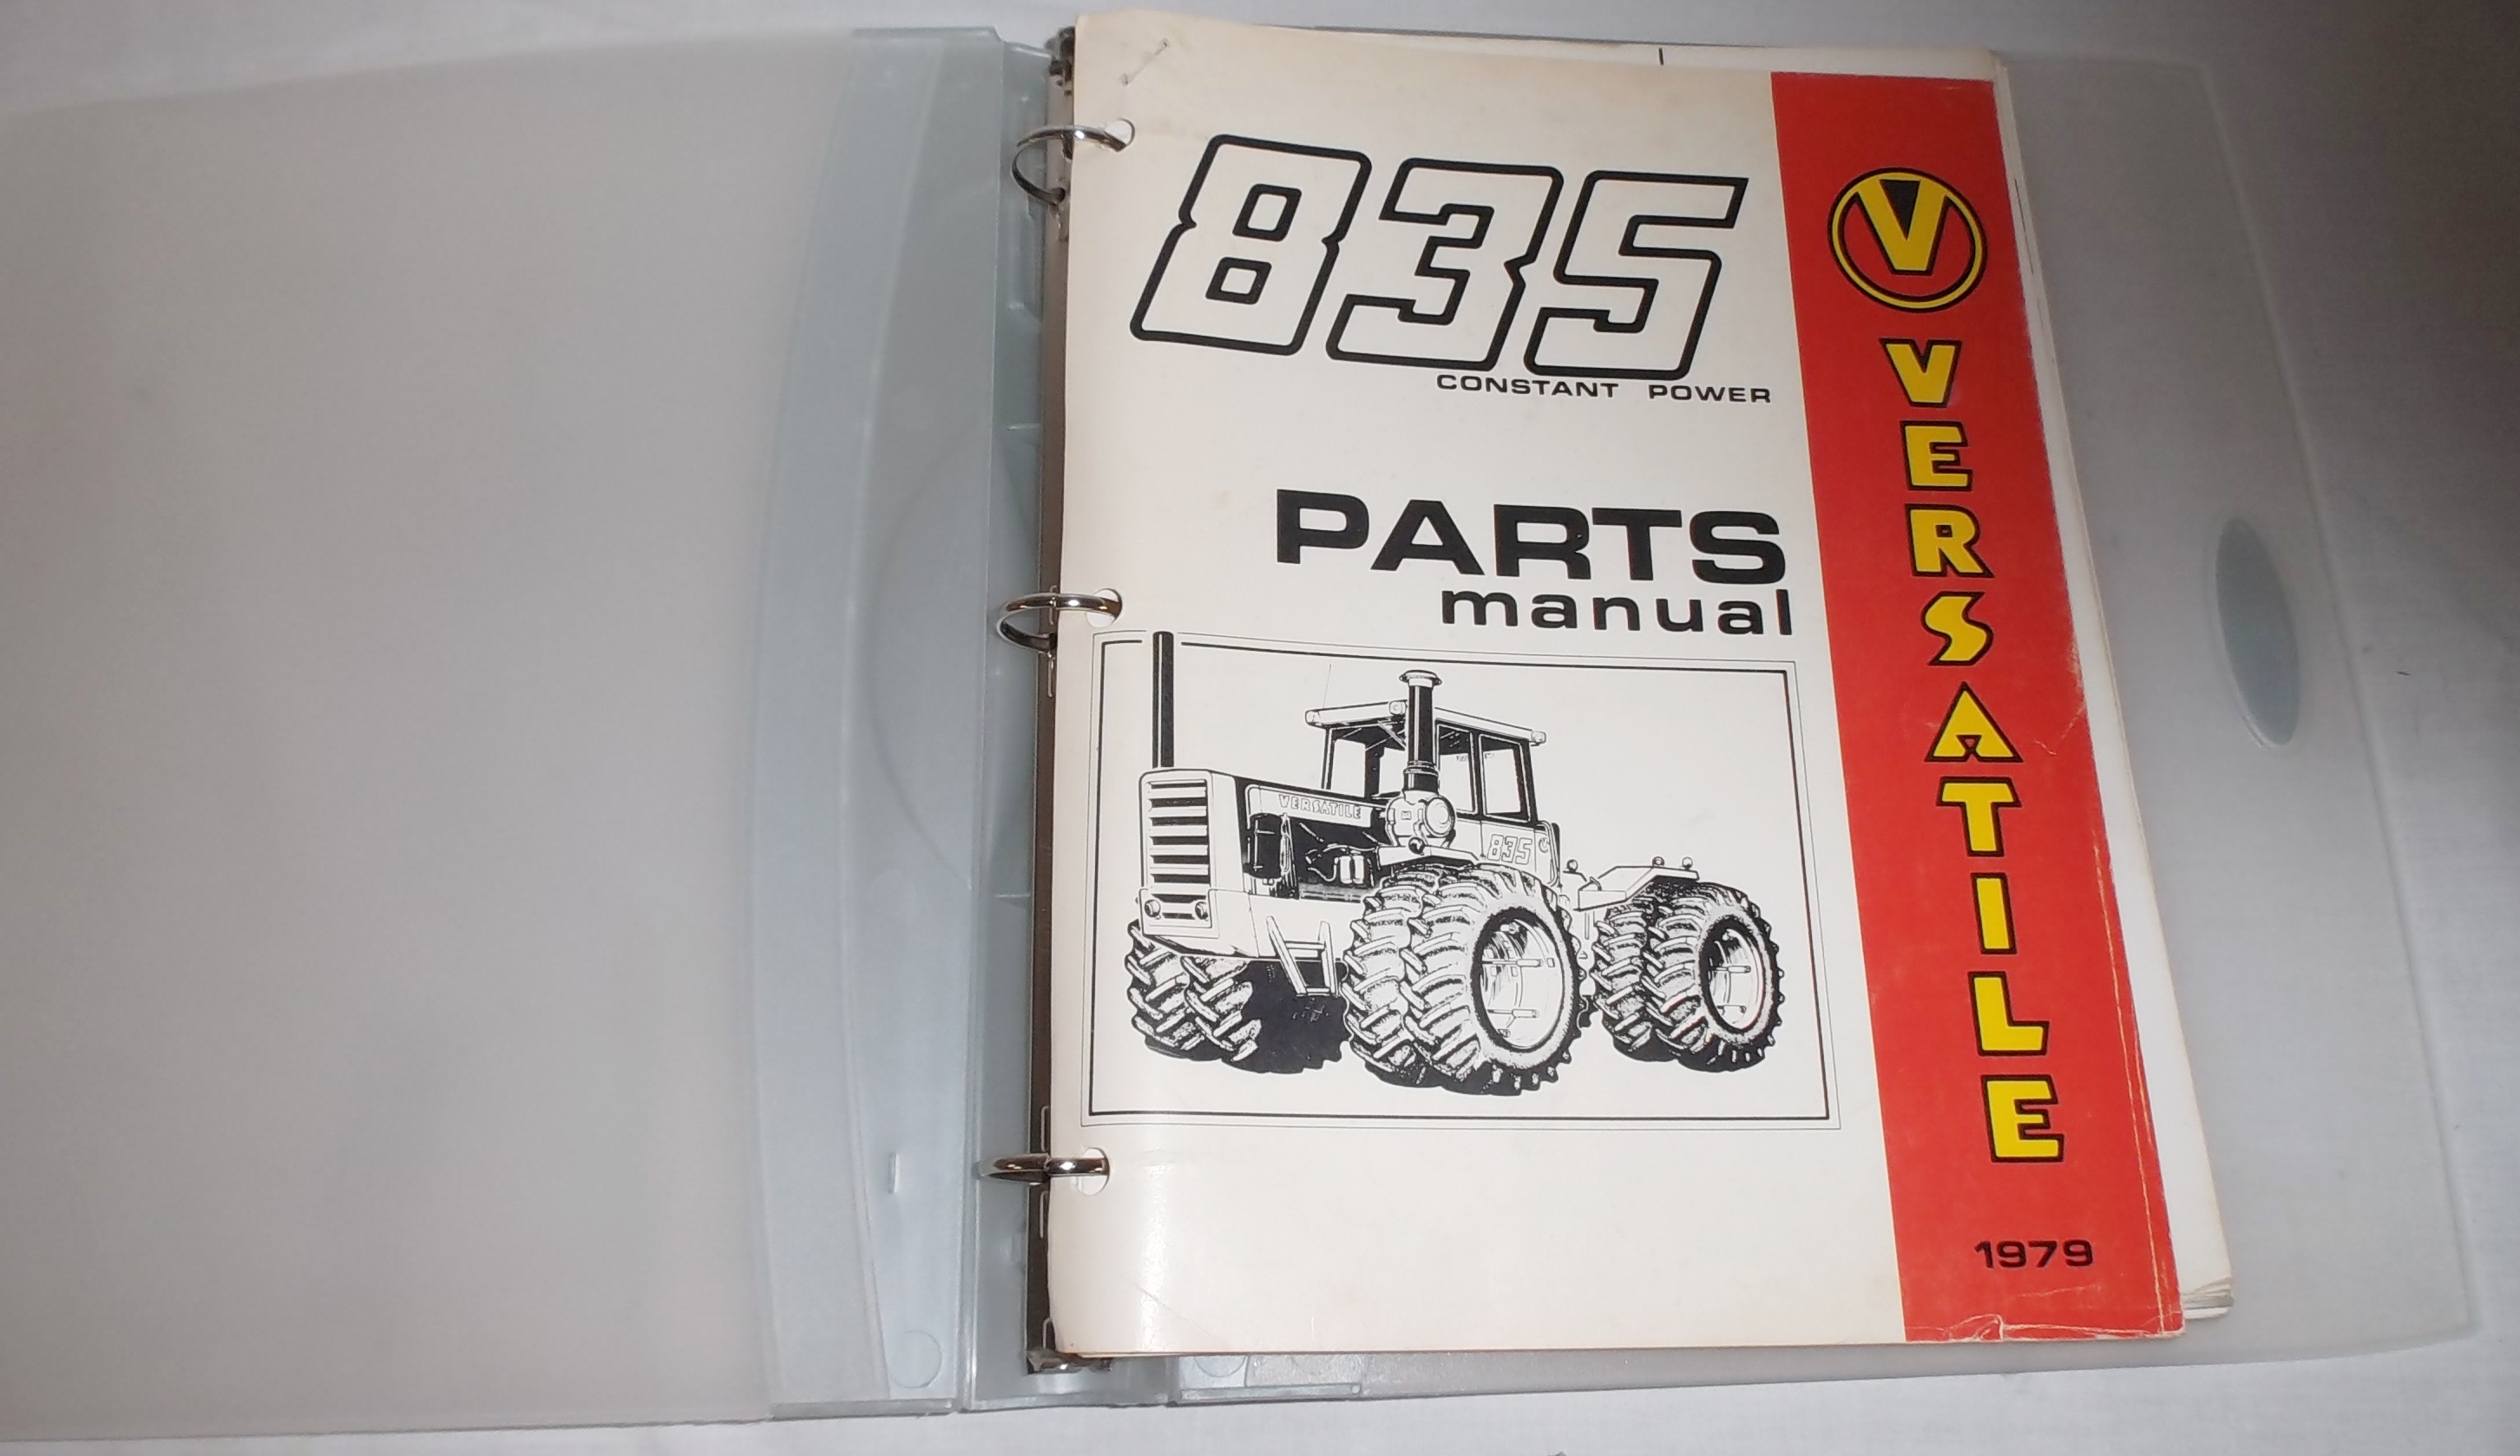 835
CONSTANT POWER
PARTS
manual
VERSATILE
835
V
VERSATILE
1979